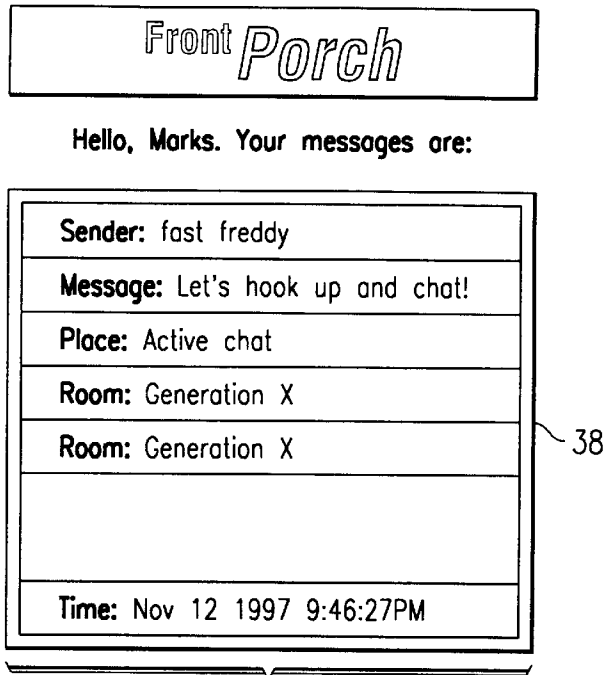 Front Porch
Hello, Marks. Your messages are:
Sender: fast freddy
Message: Let's hook up and chat!
Place: Active chat
Room: Generation X
Room: Generation X
38
Time: Nov 12 1997 9:46:27PM